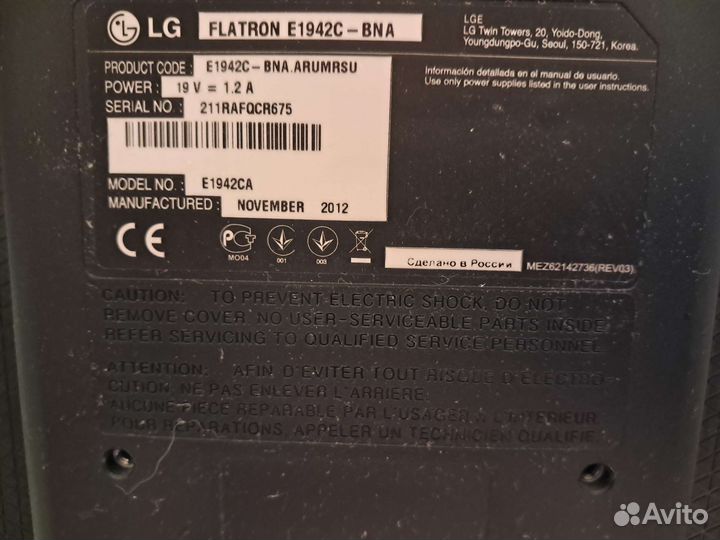 LG FLATRON E1942C-BNA
LGE
LG Twin Towers, 20, Yoido-Dong,
Youngdungpo-Gu, Seoul, 150-721, Korea.
PRODUCT CODE : E1942C-BNA.ARUMRSU
POWER : 19 V = 1.2 A
SERIAL NO : 211RAFQCR675
Información detallada en el manual de usuario.
Use only power supplies listed in the user instructions.
MODEL NO : E1942CA
MANUFACTURED : NOVEMBER 2012
CE
РСТ
МО04
001
003
Сделано в России
MEZ62142736(REV03)
CAUTION: TO PREVENT ELECTRIC SHOCK, DO NOT
REMOVE COVER. NO USER-SERVICEABLE PARTS INSIDE
REFER SERVICING TO QUALIFIED SERVICE PERSONNEL
ATTENTION: AFIN D'EVITER TOUT RISQUE D'ELECTRO-
CUTION, NE PAS ENLEVER L'ARRIERE.
AUCUNE PIECE REPARABLE PAR L'USAGER A L'INTERIEUR
POUR REPARATIONS, APPELER UN TECHNICIEN QUALIFIE.
Avito